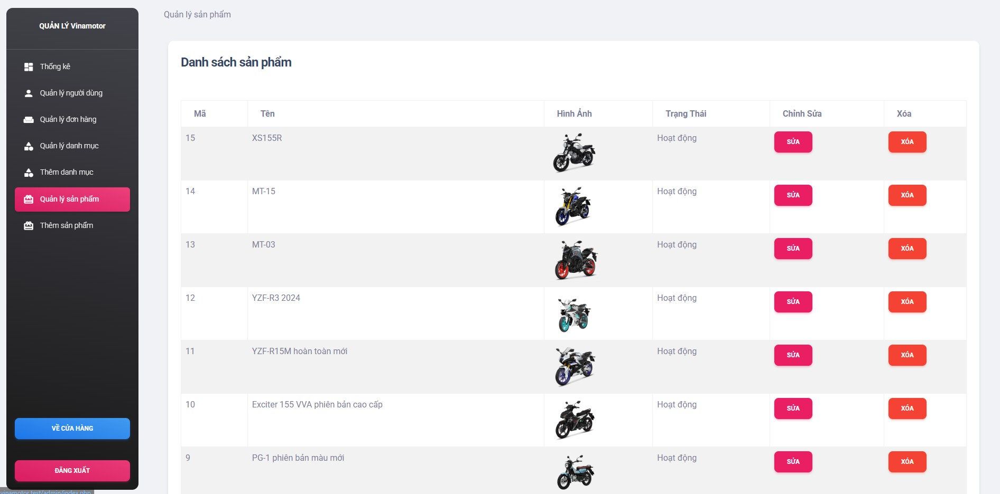 QUẢN LÝ Vinamotor
Thống kê
Quản lý người dùng
Quản lý đơn hàng
Quản lý danh mục
Thêm danh mục
Quản lý sản phẩm
Thêm sản phẩm
VỀ CỬA HÀNG
ĐĂNG XUẤT
vinamotor.test/admin/index.php
Quản lý sản phẩm
Danh sách sản phẩm
Mã Tên Hình Ảnh Trạng Thái Chỉnh Sửa Xóa
15 XS155R Hoạt động SỬA XÓA
14 MT-15 Hoạt động SỬA XÓA
13 MT-03 Hoạt động SỬA XÓA
12 YZF-R3 2024 Hoạt động SỬA XÓA
11 YZF-R15M hoàn toàn mới Hoạt động SỬA XÓA
10 Exciter 155 VVA phiên bản cao cấp Hoạt động SỬA XÓA
9 PG-1 phiên bản màu mới Hoạt động SỬA XÓA